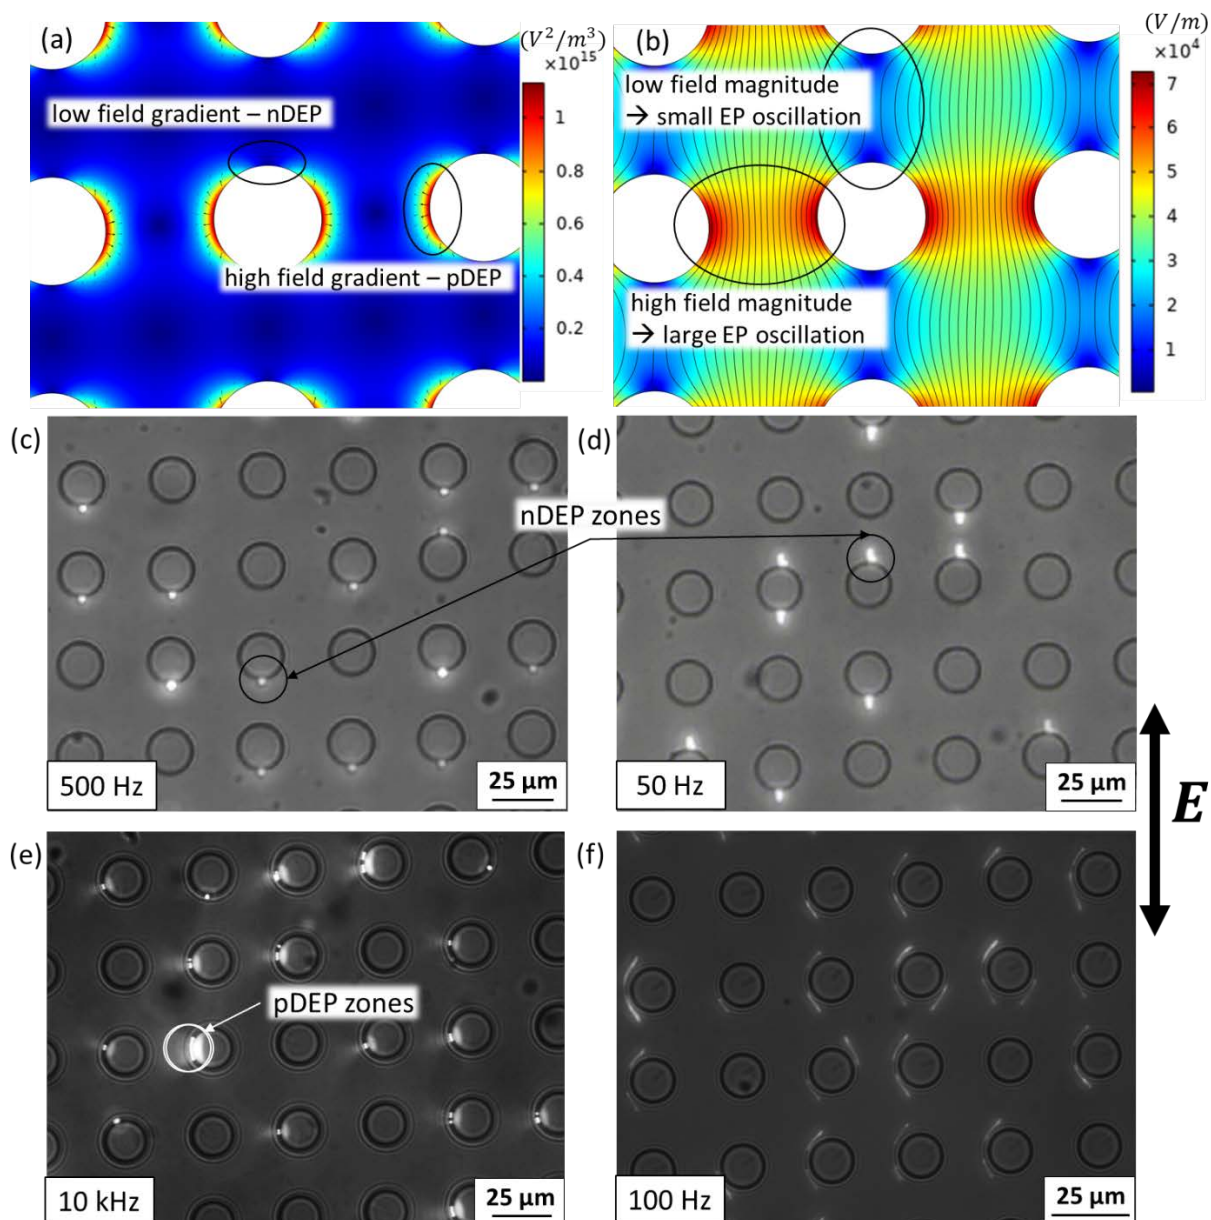 (a)
(V²/m³)
×10¹⁵
low field gradient – nDEP
high field gradient – pDEP
1
0.8
0.6
0.4
0.2
(b)
(V/m)
×10⁴
low field magnitude
→ small EP oscillation
high field magnitude
→ large EP oscillation
7
6
5
4
3
2
1
(c)
nDEP zones
500 Hz
25 µm
(d)
50 Hz
25 µm
E
(e)
pDEP zones
10 kHz
25 µm
(f)
100 Hz
25 µm